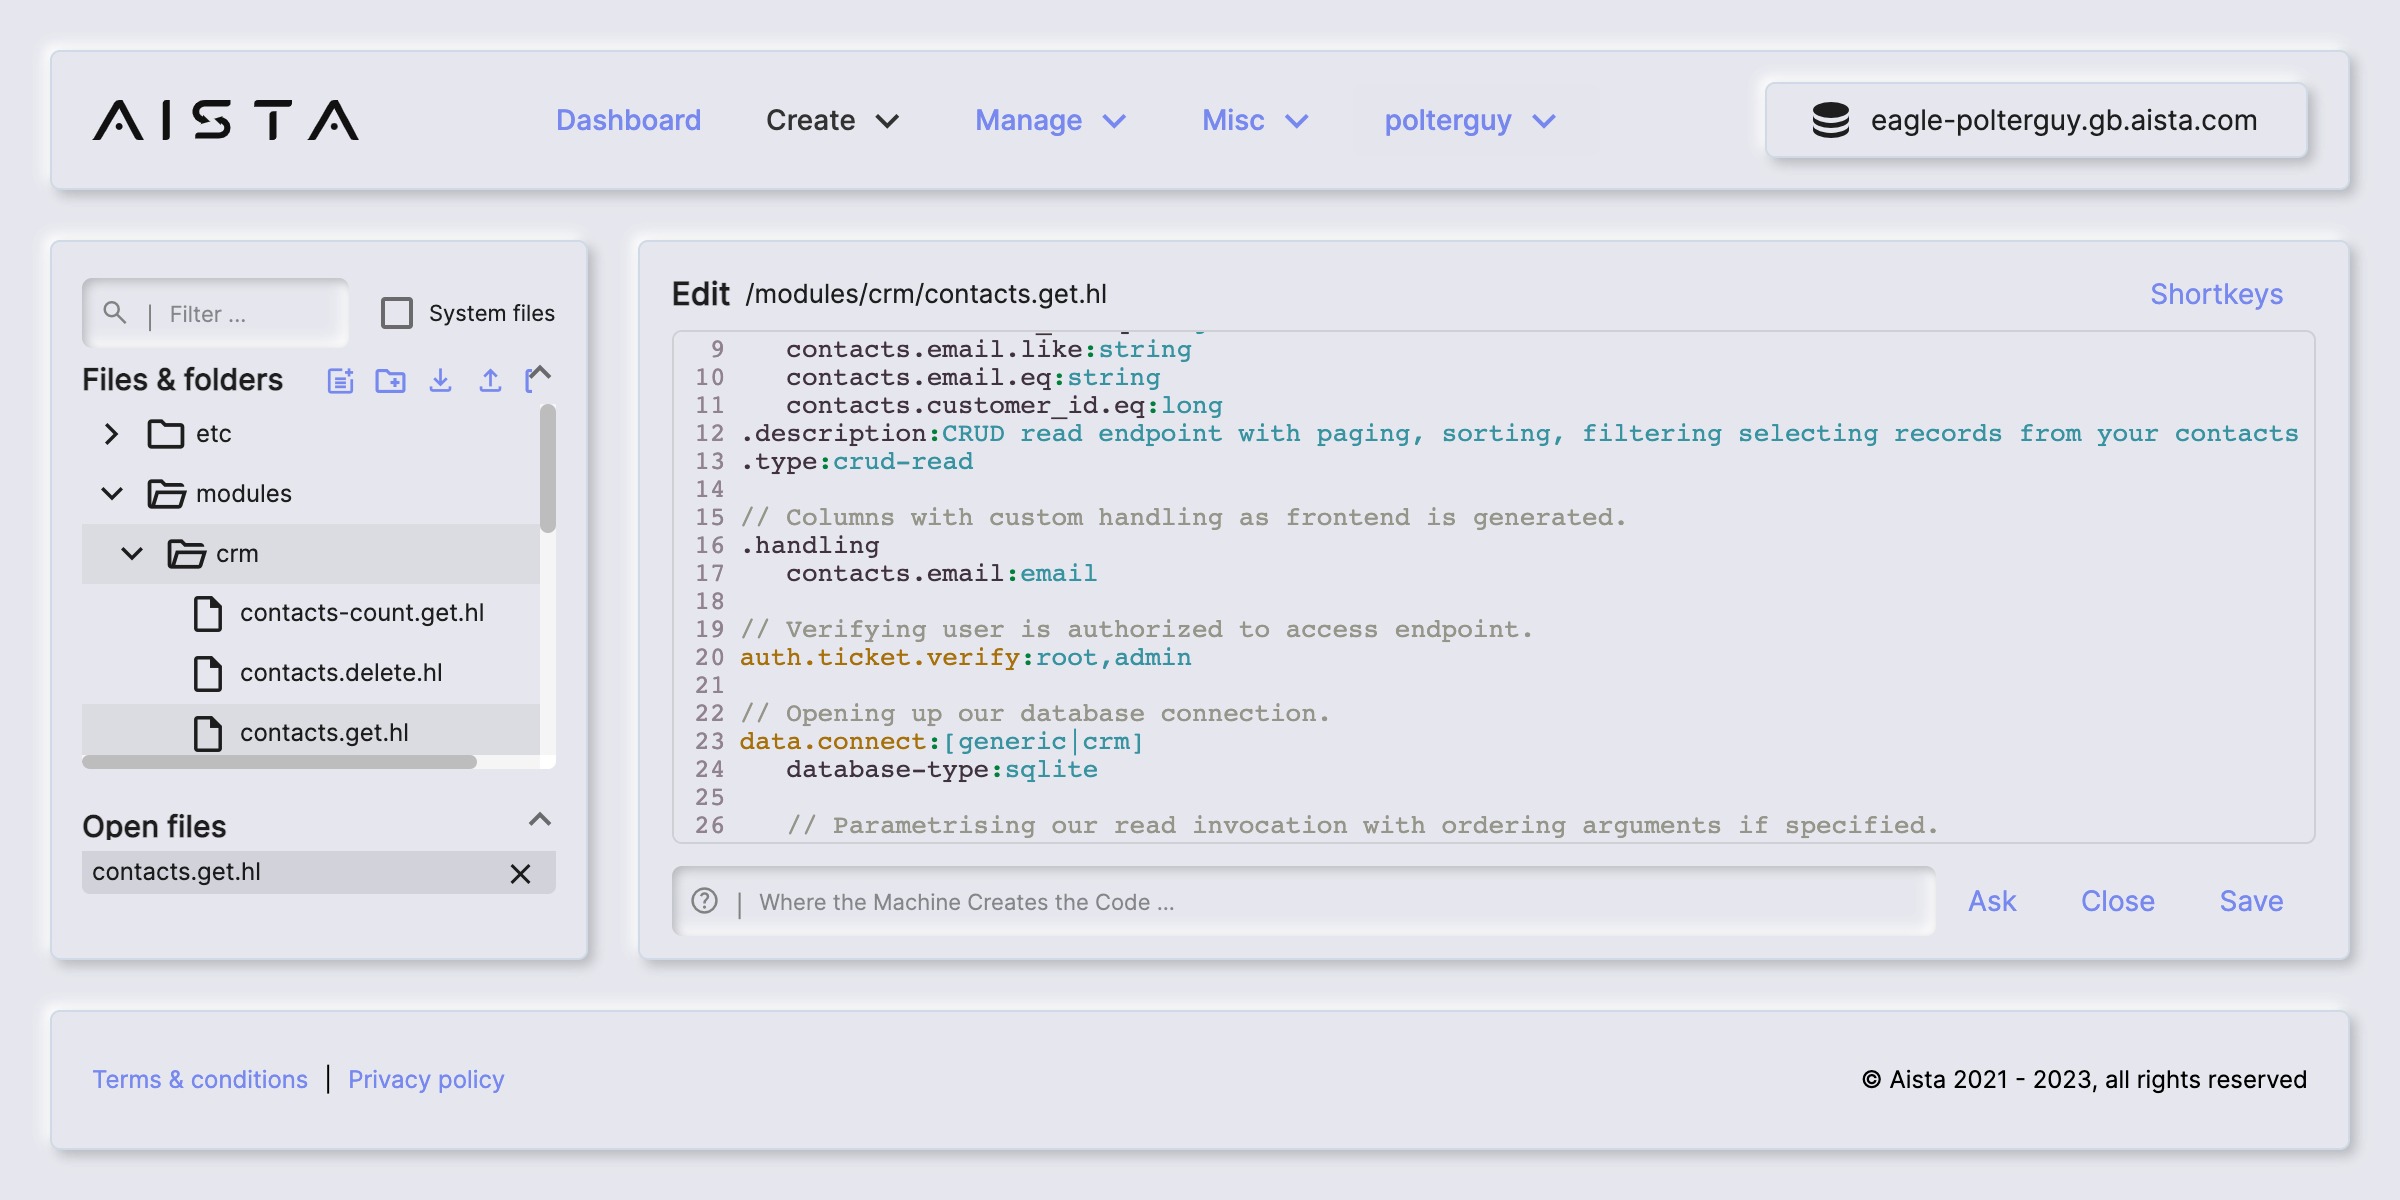 AISTA
Dashboard
Create
Manage
Misc
polterguy
eagle-polterguy.gb.aista.com
| Filter ...
System files
Files & folders
etc
modules
crm
contacts-count.get.hl
contacts.delete.hl
contacts.get.hl
Open files
contacts.get.hl
Edit /modules/crm/contacts.get.hl
Shortkeys
9 contacts.email.like:string
10 contacts.email.eq:string
11 contacts.customer_id.eq:long
12 .description:CRUD read endpoint with paging, sorting, filtering selecting records from your contacts
13 .type:crud-read
14
15 // Columns with custom handling as frontend is generated.
16 .handling
17 contacts.email:email
18
19 // Verifying user is authorized to access endpoint.
20 auth.ticket.verify:root,admin
21
22 // Opening up our database connection.
23 data.connect:[generic|crm]
24 database-type:sqlite
25
26 // Parametrising our read invocation with ordering arguments if specified.
| Where the Machine Creates the Code ...
Ask
Close
Save
Terms & conditions | Privacy policy
© Aista 2021 - 2023, all rights reserved